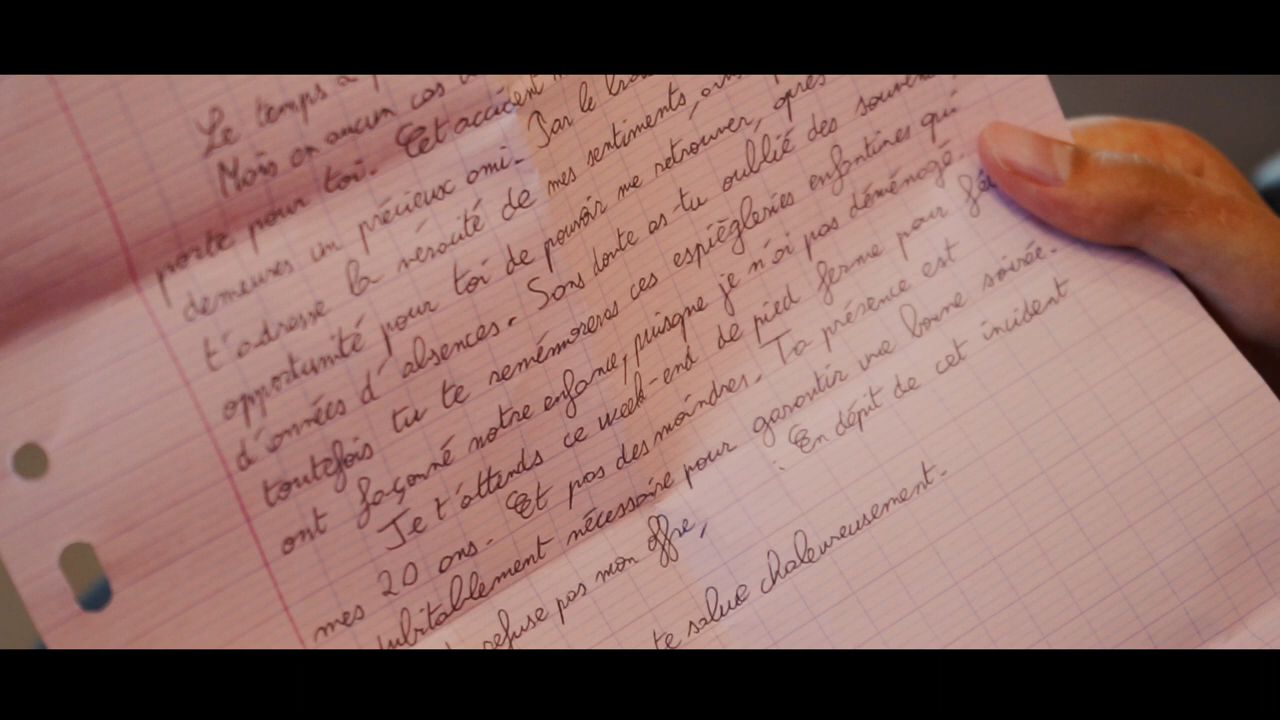 Le temps a
Mais en aucun cas
porte pour toi. Cet accident
demeures un précieux ami. Par le
t'adresse la véracité de mes sentiments,
opportunité pour toi de pouvoir me retrouver, après
d'années d'absences. Sans doute as-tu oublié des
toutefois tu te remémoreras ces espiègleries enfantines qui
ont façonné notre enfance, puisque je n'ai pas déménagé.
Je t'attends ce week-end de pied ferme pour
mes 20 ans. Et pas des moindres. Ta présence est
nécessaire pour garantir une bonne soirée.
refuse pas mon offre, En dépit de cet incident
te salue chaleureusement.